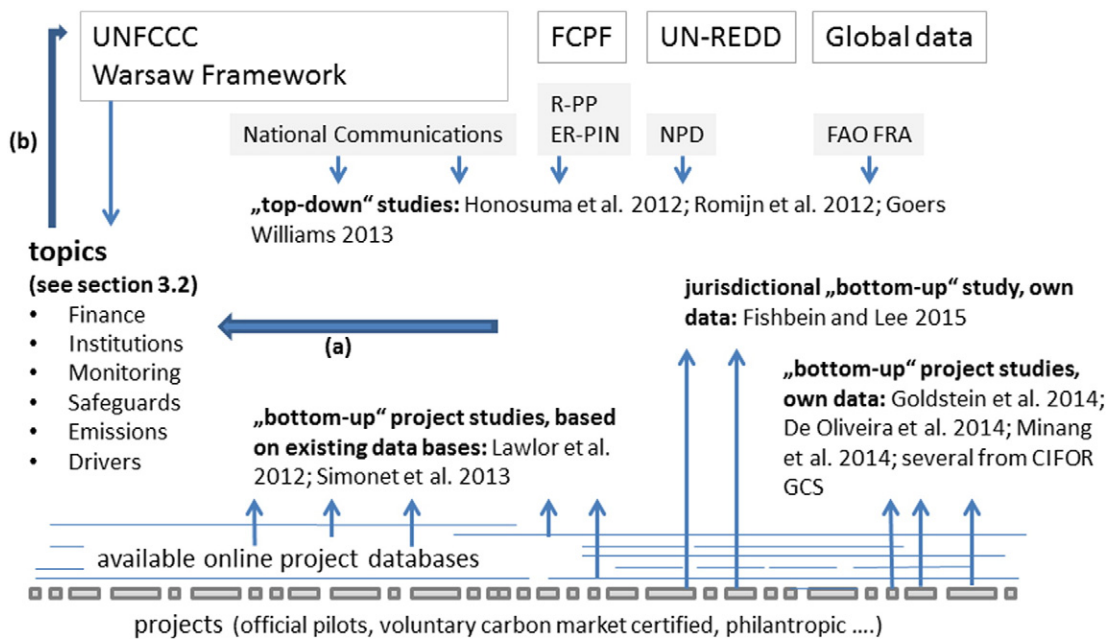 UNFCCC
Warsaw Framework
FCPF
UN-REDD
Global data
(b)
National Communications
R-PP
ER-PIN
NPD
FAO FRA
„top-down“ studies: Honosuma et al. 2012; Romijn et al. 2012; Goers
Williams 2013
topics
(see section 3.2)
• Finance
• Institutions
• Monitoring
• Safeguards
• Emissions
• Drivers
(a)
jurisdictional „bottom-up“ study, own
data: Fishbein and Lee 2015
„bottom-up“ project studies, based
on existing data bases: Lawlor et al.
2012; Simonet et al. 2013
„bottom-up“ project studies,
own data: Goldstein et al. 2014;
De Oliveira et al. 2014; Minang
et al. 2014; several from CIFOR
GCS
available online project databases
projects (official pilots, voluntary carbon market certified, philantropic ....)